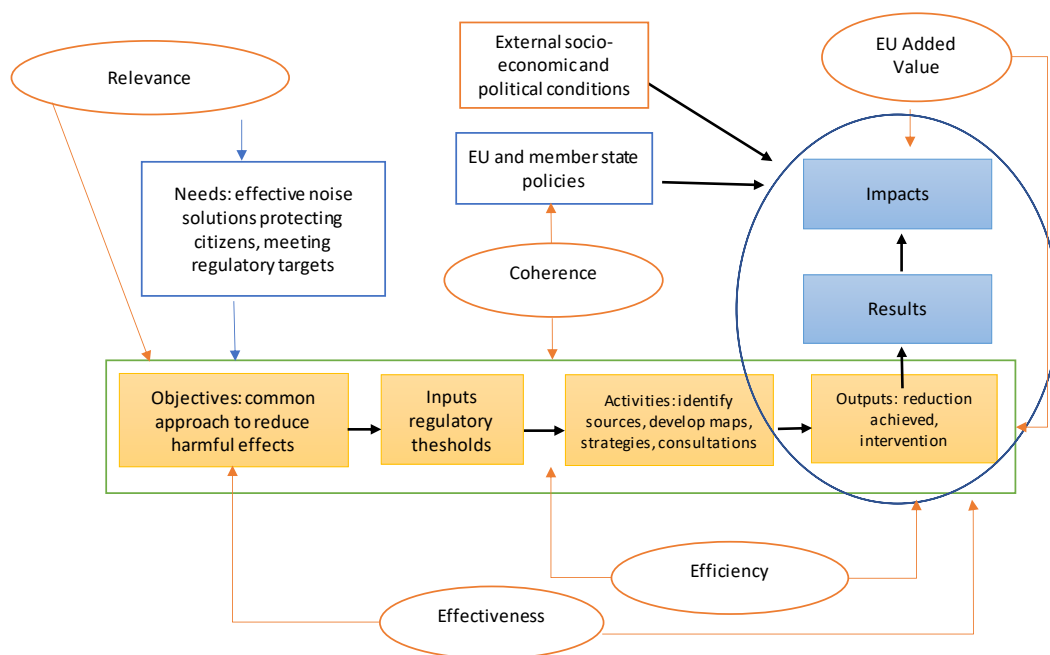 External socio-
economic and
political conditions
EU Added
Value
Relevance
EU and member state
policies
Needs: effective noise
solutions protecting
citizens, meeting
regulatory targets
Impacts
Coherence
Results
Objectives: common
approach to reduce
harmful effects
Inputs
regulatory
thesholds
Activities: identify
sources, develop maps,
strategies, consultations
Outputs: reduction
achieved,
intervention
Efficiency
Effectiveness